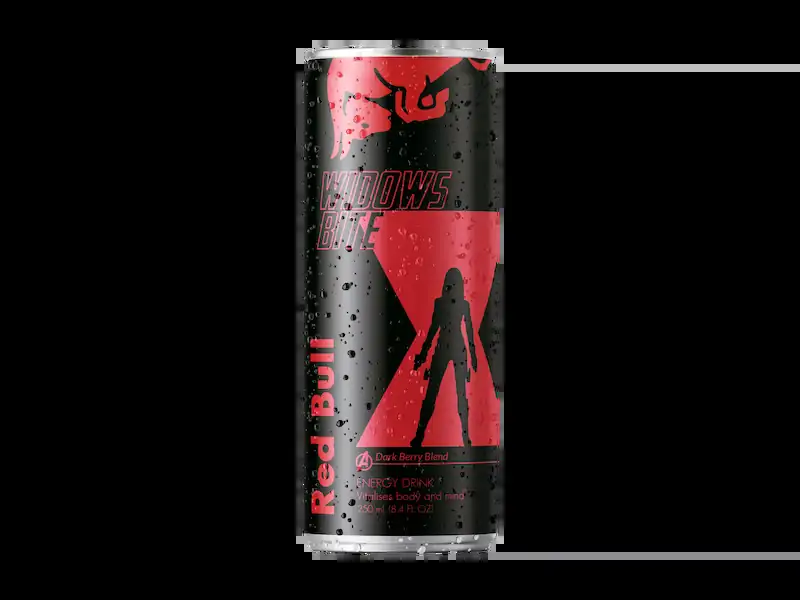 WIDOWS
BITE
Red Bull
Dark Berry Blend
ENERGY DRINK
Vitalises body and mind
250 ml (8.4 FL OZ)